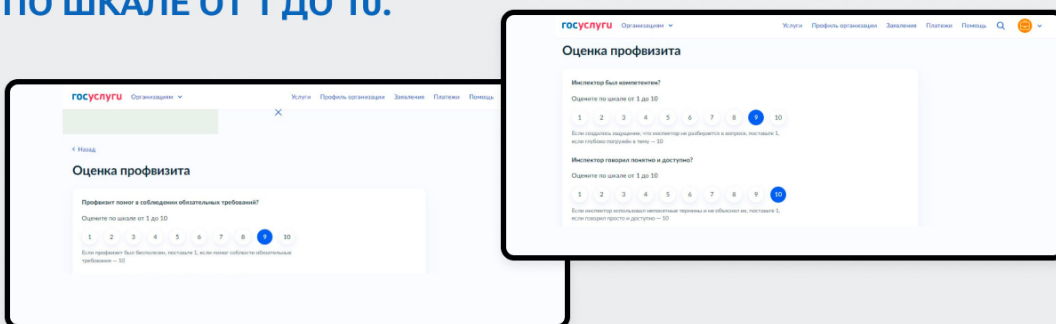 ПО ШКАЛЕ ОТ 1 ДО 10.
госуслуги Организациям Услуги Профиль организации Заявления Платежи Помощь
Назад
Оценка профвизита
Профвизит помог в соблюдении обязательных требований?
Оцените по шкале от 1 до 10
1 2 3 4 5 6 7 8 9 10
Если профвизит был бесполезен, поставьте 1, если помог соблюсти обязательные
требования — 10
госуслуги Организациям Услуги Профиль организации Заявления Платежи Помощь
Оценка профвизита
Инспектор был компетентен?
Оцените по шкале от 1 до 10
1 2 3 4 5 6 7 8 9 10
Если создалось ощущение, что инспектор не разбирается в вопросе, поставьте 1,
если глубоко погружён в тему — 10
Инспектор говорил понятно и доступно?
Оцените по шкале от 1 до 10
1 2 3 4 5 6 7 8 9 10
Если инспектор использовал непонятные термины и не объяснял их, поставьте 1,
если говорил просто и доступно — 10